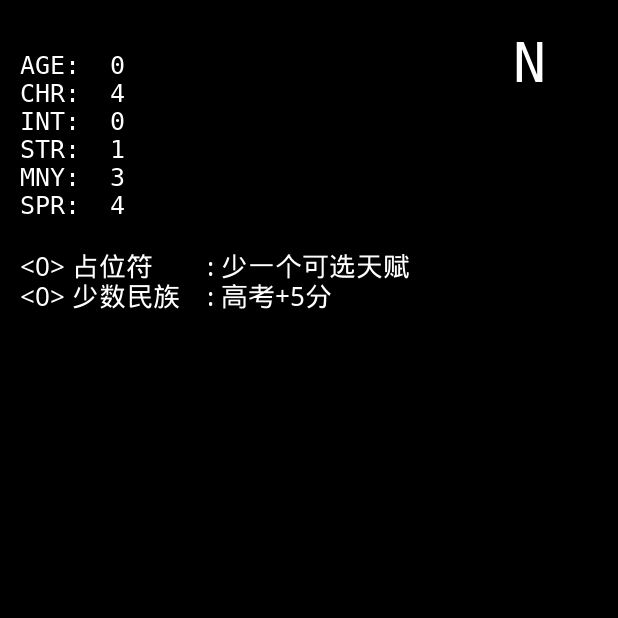 N
AGE: 0
CHR: 4
INT: 0
STR: 1
MNY: 3
SPR: 4
<O> 占位符 : 少一个可选天赋
<O> 少数民族 : 高考+5分